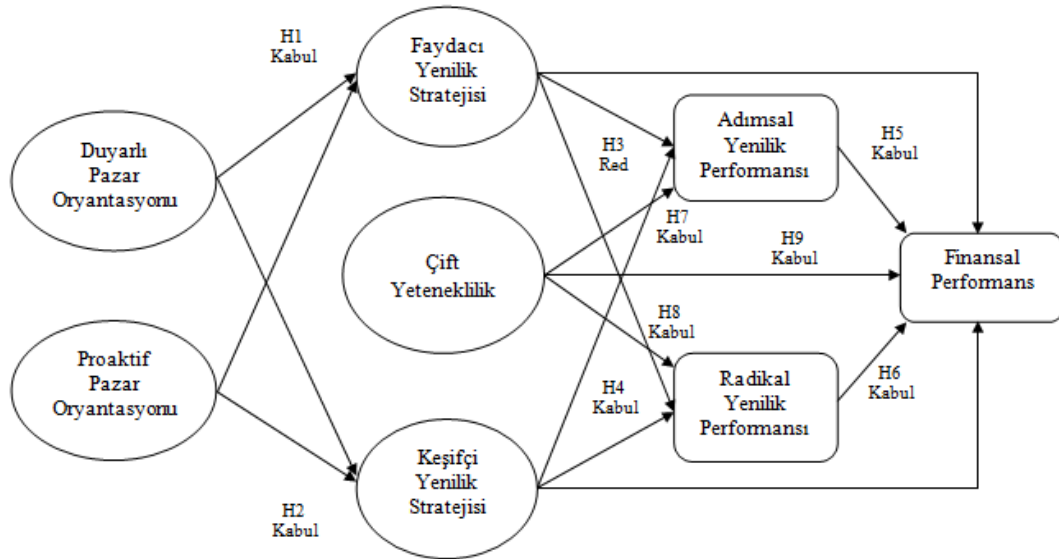 H1
Kabul
Faydacı
Yenilik
Stratejisi
Duyarlı
Pazar
Oryantasyonu
H3
Red
Adımsal
Yenilik
Performansı
H5
Kabul
H7
Kabul
Çift
Yeteneklilik
H9
Kabul
Finansal
Performans
H8
Kabul
Proaktif
Pazar
Oryantasyonu
H4
Kabul
Radikal
Yenilik
Performansı
H6
Kabul
Keşifçi
Yenilik
Stratejisi
H2
Kabul